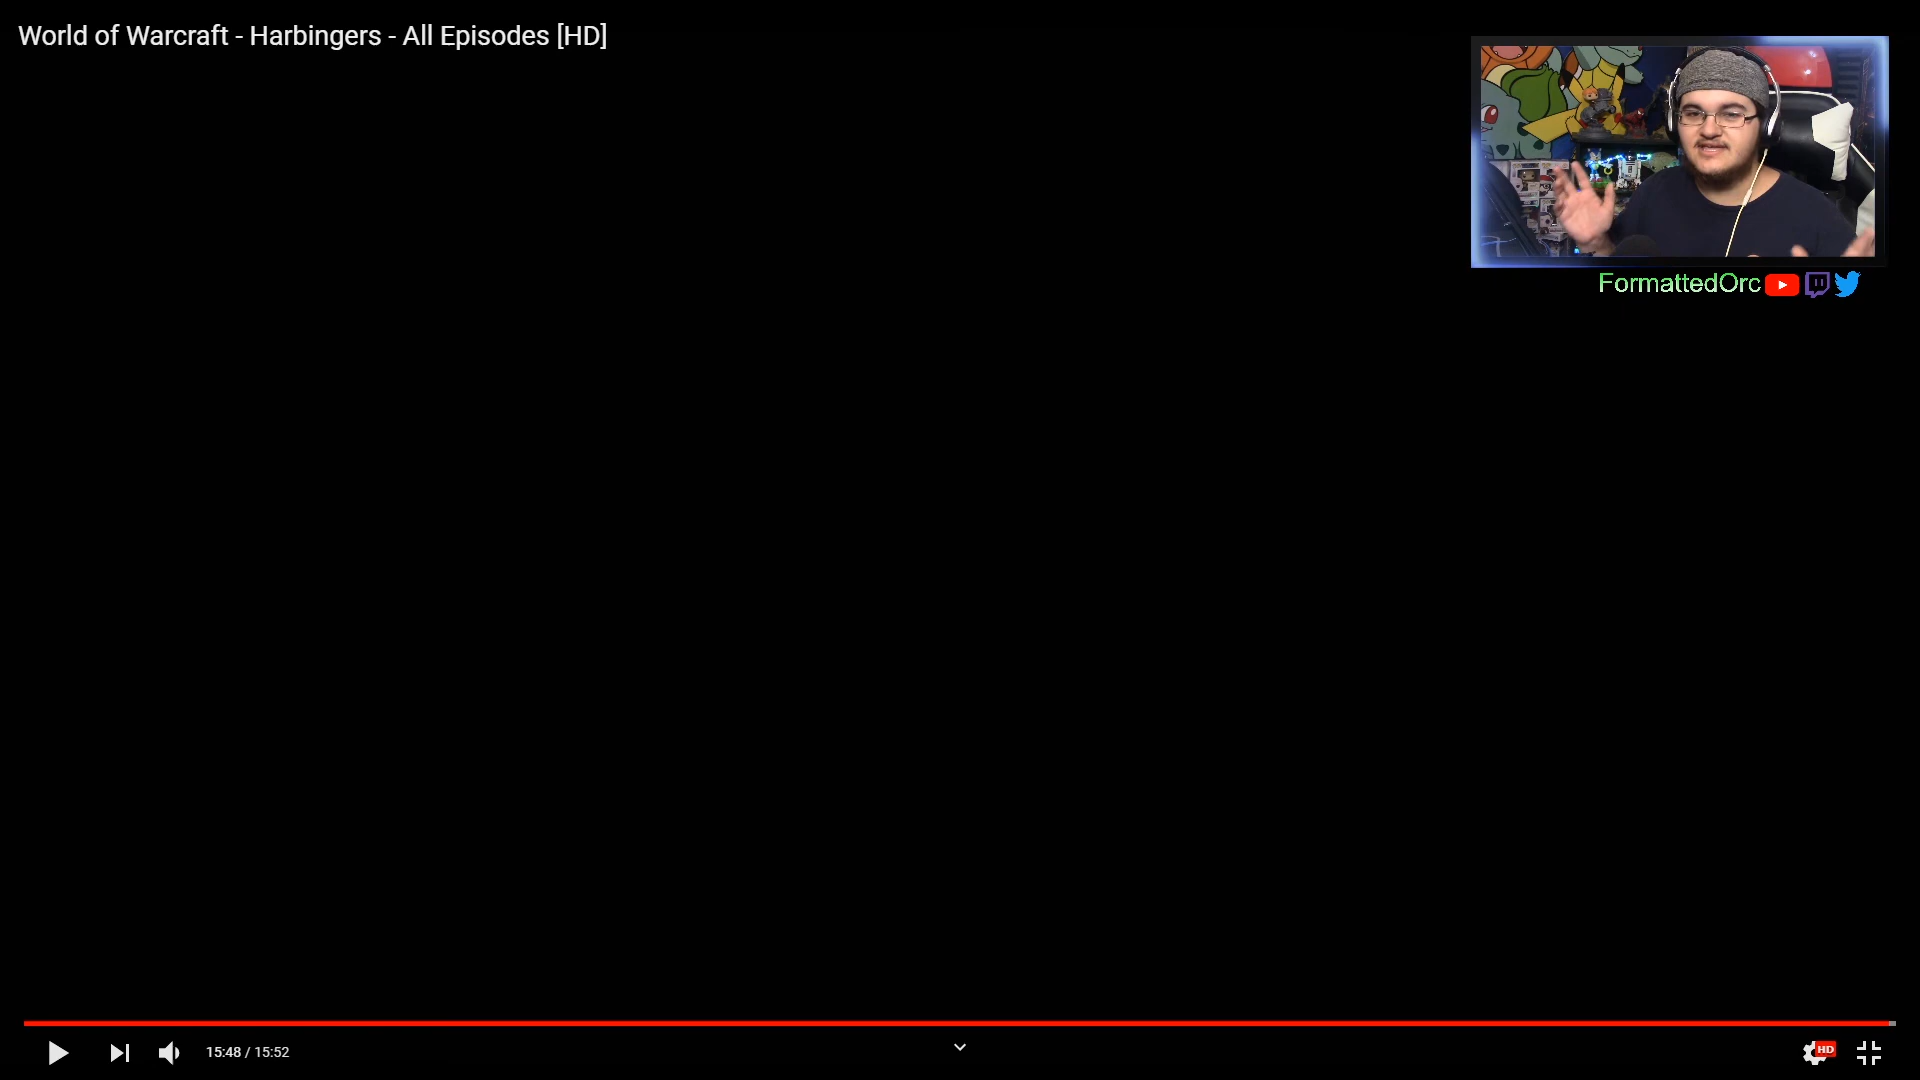 World of Warcraft - Harbingers - All Episodes [HD]
FormattedOrc
15:48 / 15:52
HD